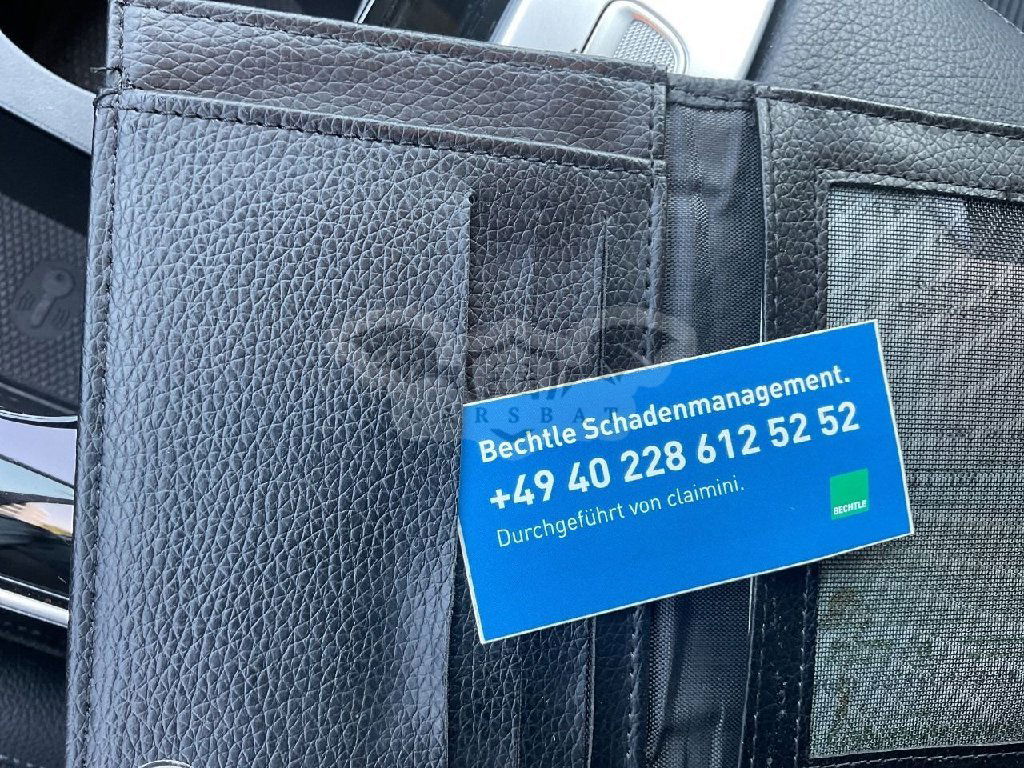 Bechtle Schadenmanagement.
+49 40 228 612 52 52
Durchgeführt von claimini.
BECHTLE